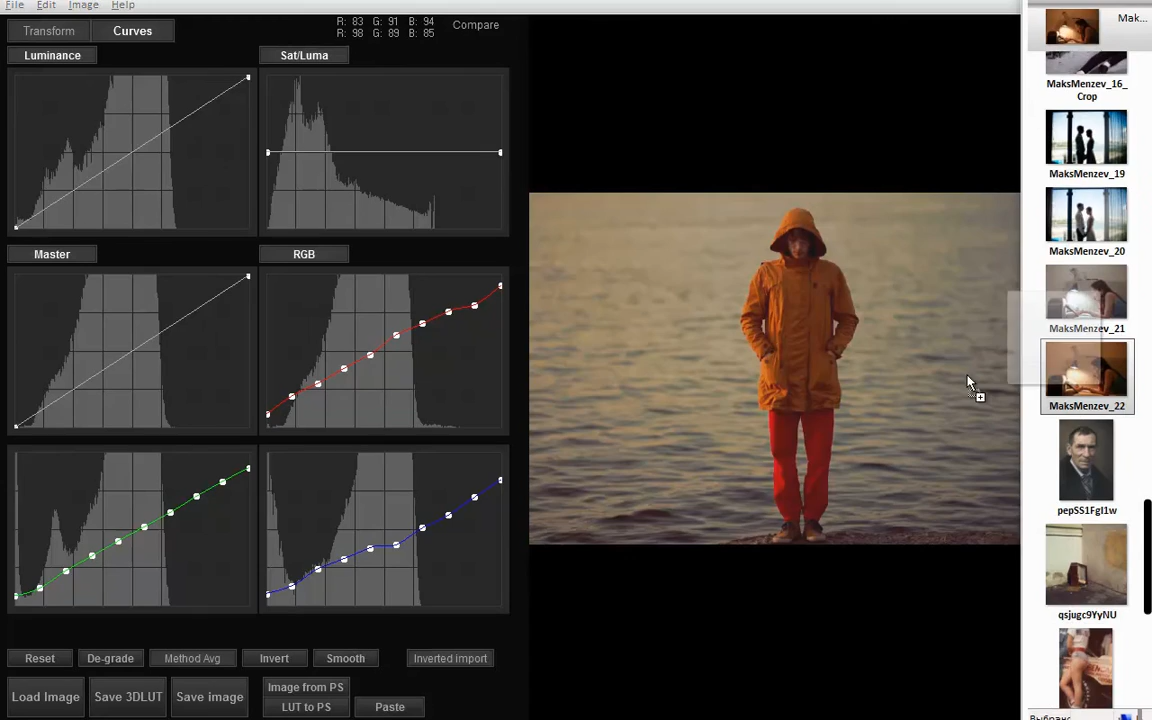 File Edit Image Help
Transform Curves
R: 83 G: 91 B: 94
R: 98 G: 89 B: 85
Compare
Luminance Sat/Luma
Master RGB
Reset De-grade Method Avg Invert Smooth Inverted import
Load Image Save 3DLUT Save image
Image from PS
LUT to PS
Paste
Mak...
MaksMenzev_16_
Crop
MaksMenzev_19
MaksMenzev_20
MaksMenzev_21
MaksMenzev_22
pepSS1FgI1w
qsjugc9YyNU